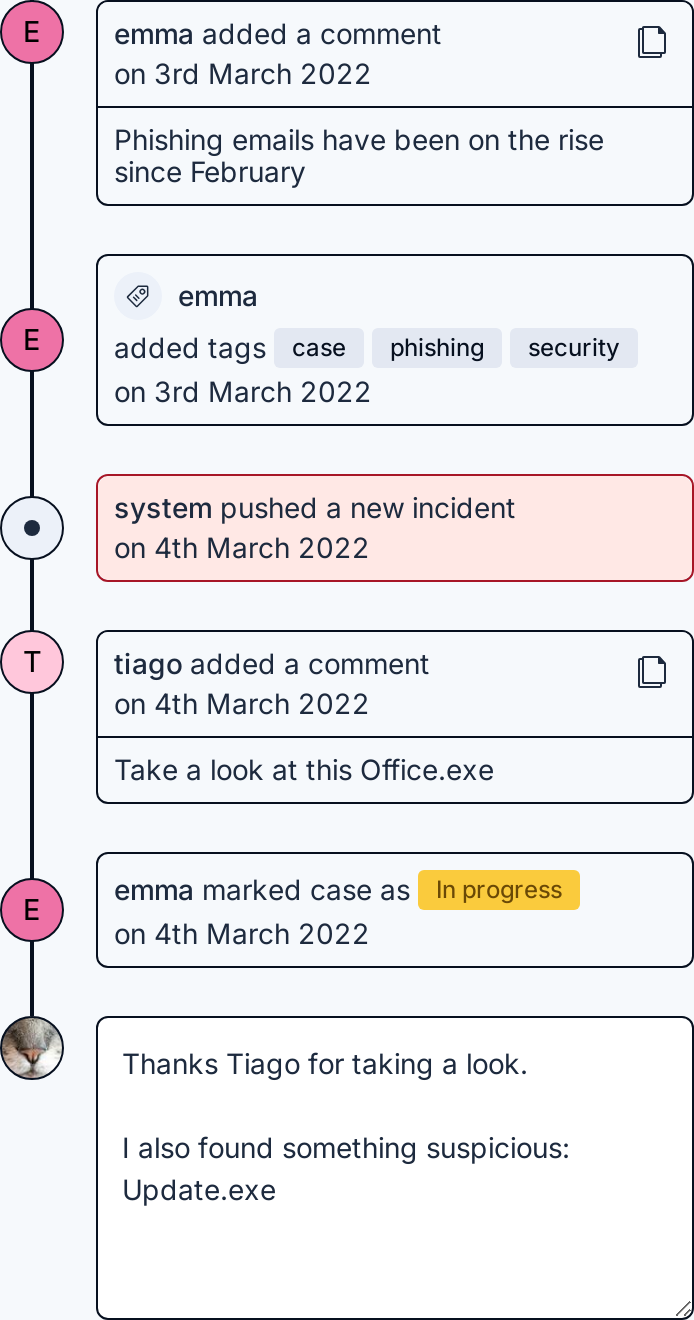 E
emma added a comment
on 3rd March 2022
Phishing emails have been on the rise
since February
E
emma
added tags case phishing security
on 3rd March 2022
system pushed a new incident
on 4th March 2022
T
tiago added a comment
on 4th March 2022
Take a look at this Office.exe
E
emma marked case as In progress
on 4th March 2022
Thanks Tiago for taking a look.
I also found something suspicious:
Update.exe